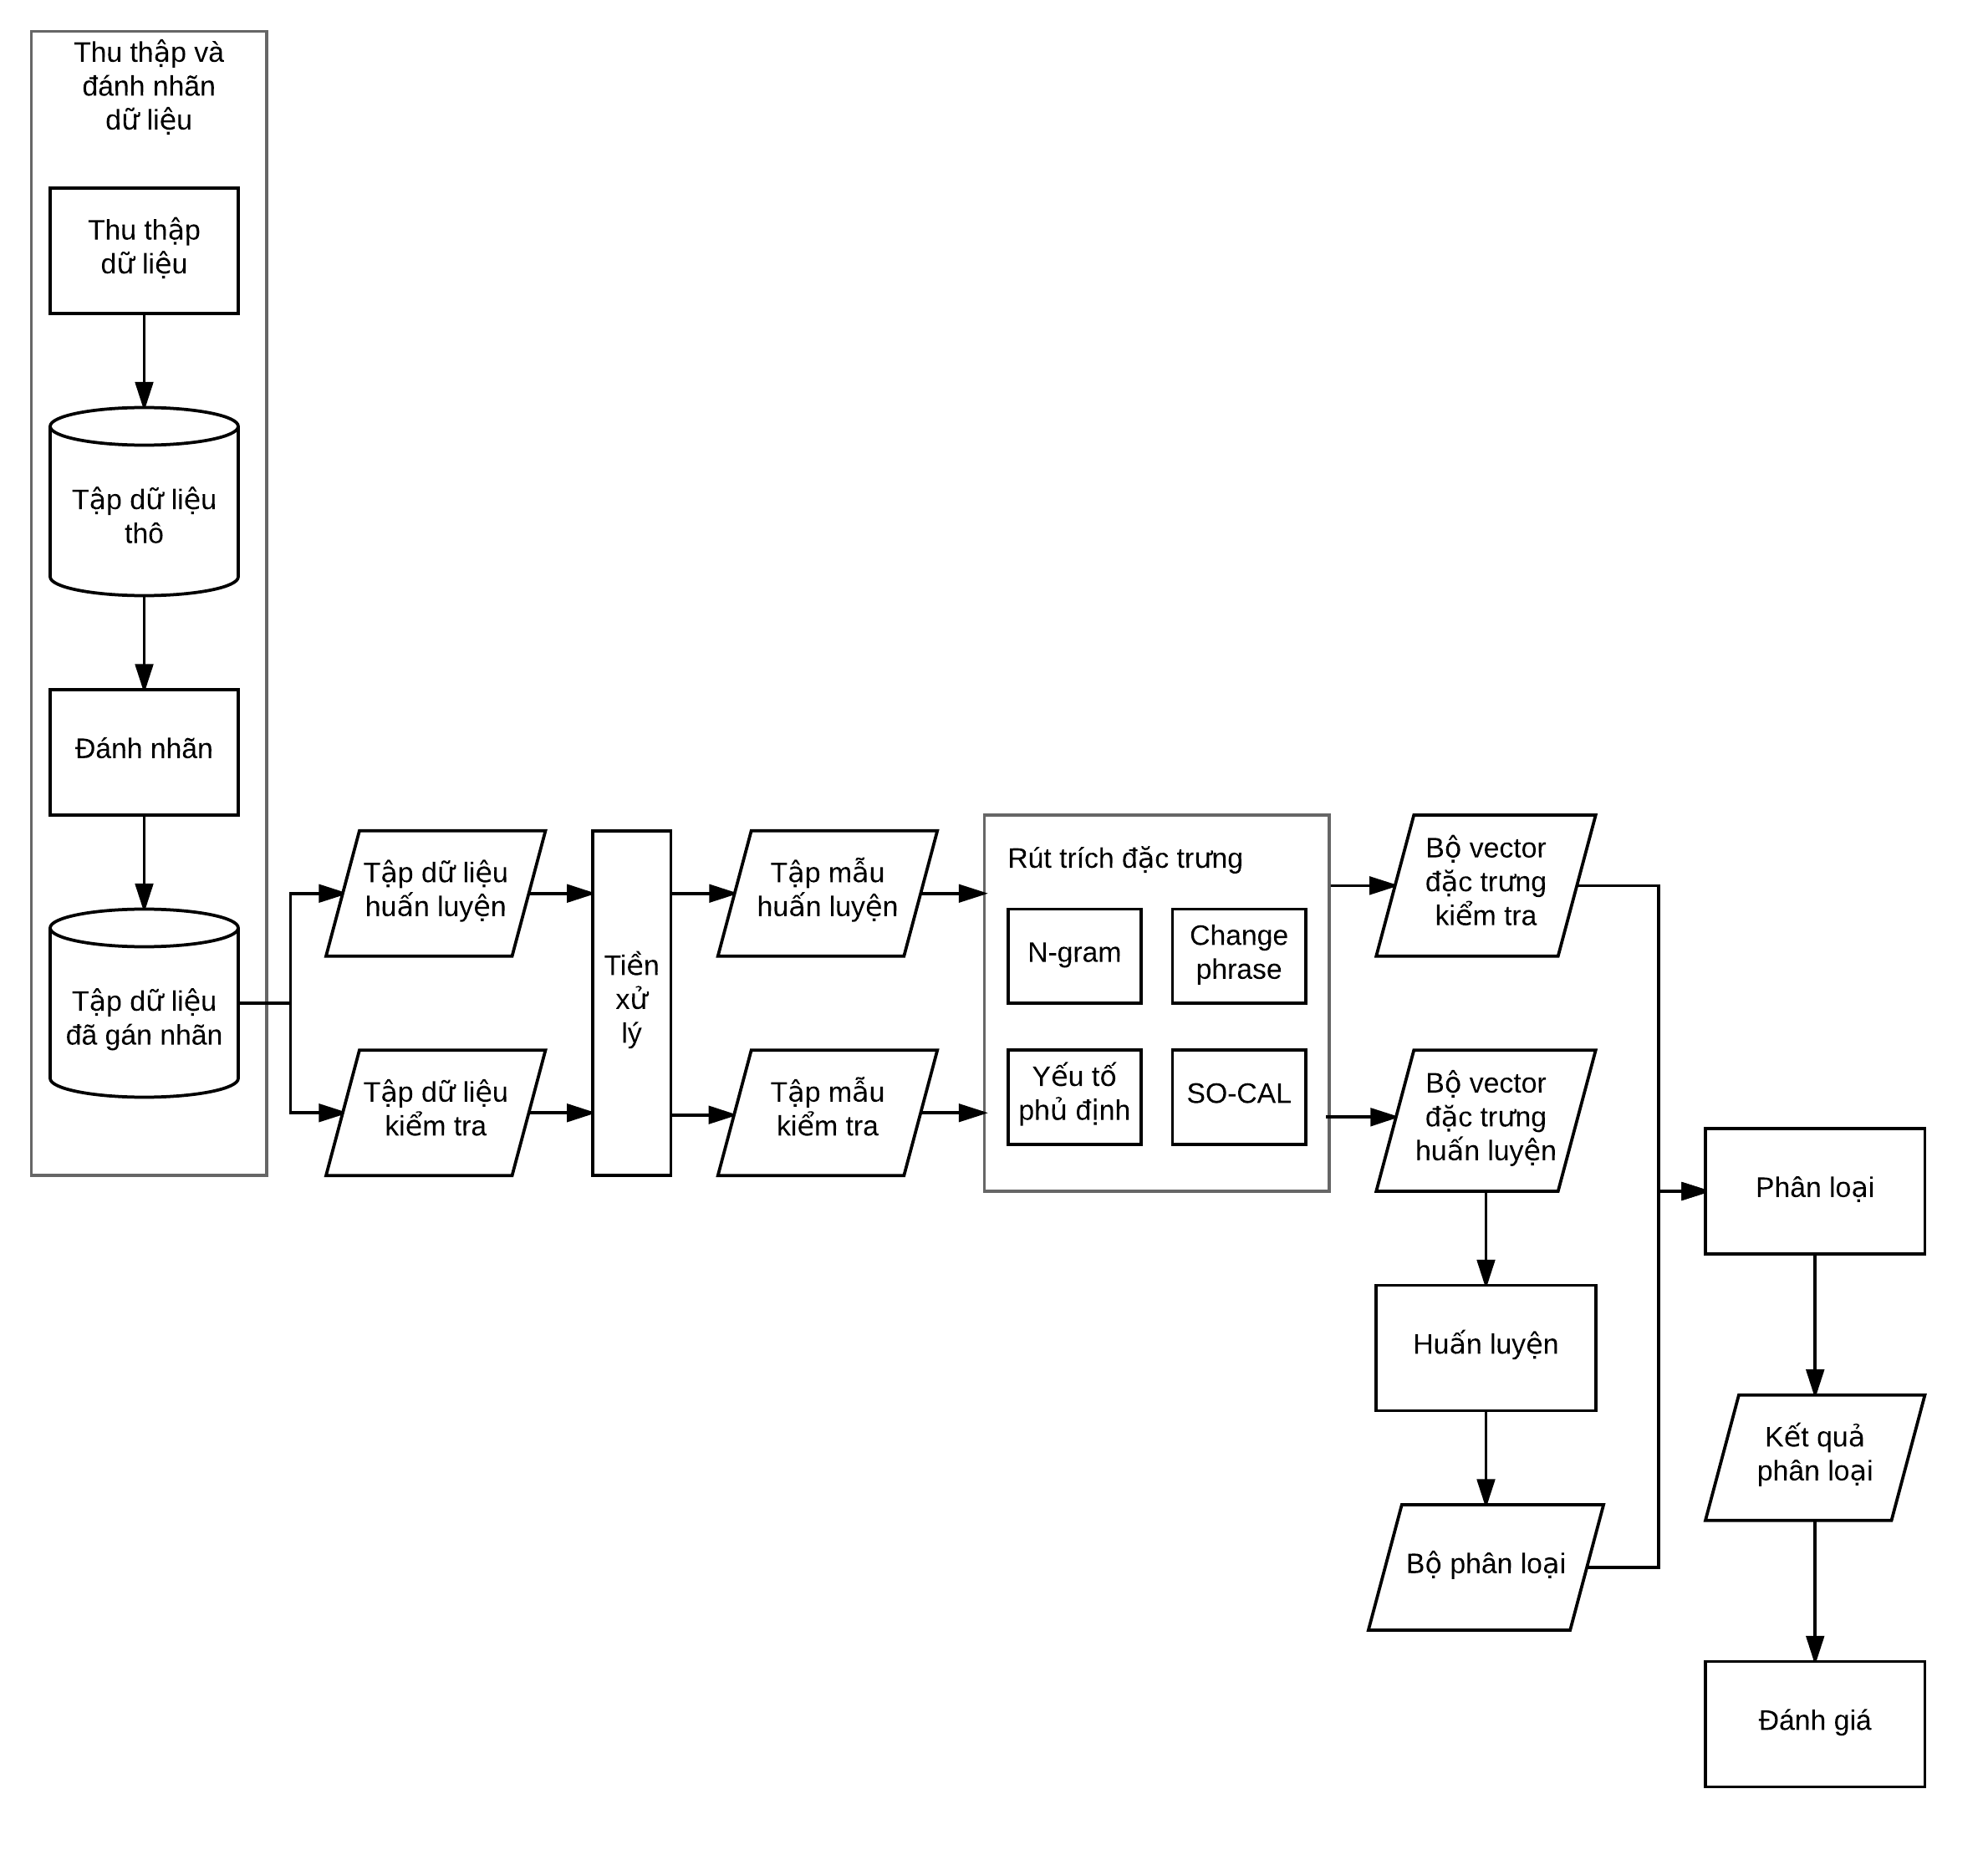 Thu thập và
đánh nhãn
dữ liệu
Thu thập
dữ liệu
Tập dữ liệu
thô
Đánh nhãn
Tập dữ liệu
đã gán nhãn
Tập dữ liệu
huấn luyện
Tập dữ liệu
kiểm tra
Tiền
xử
lý
Tập mẫu
huấn luyện
Tập mẫu
kiểm tra
Rút trích đặc trưng
N-gram
Change
phrase
Yếu tố
phủ định
SO-CAL
Bộ vector
đặc trưng
kiểm tra
Bộ vector
đặc trưng
huấn luyện
Huấn luyện
Bộ phân loại
Phân loại
Kết quả
phân loại
Đánh giá